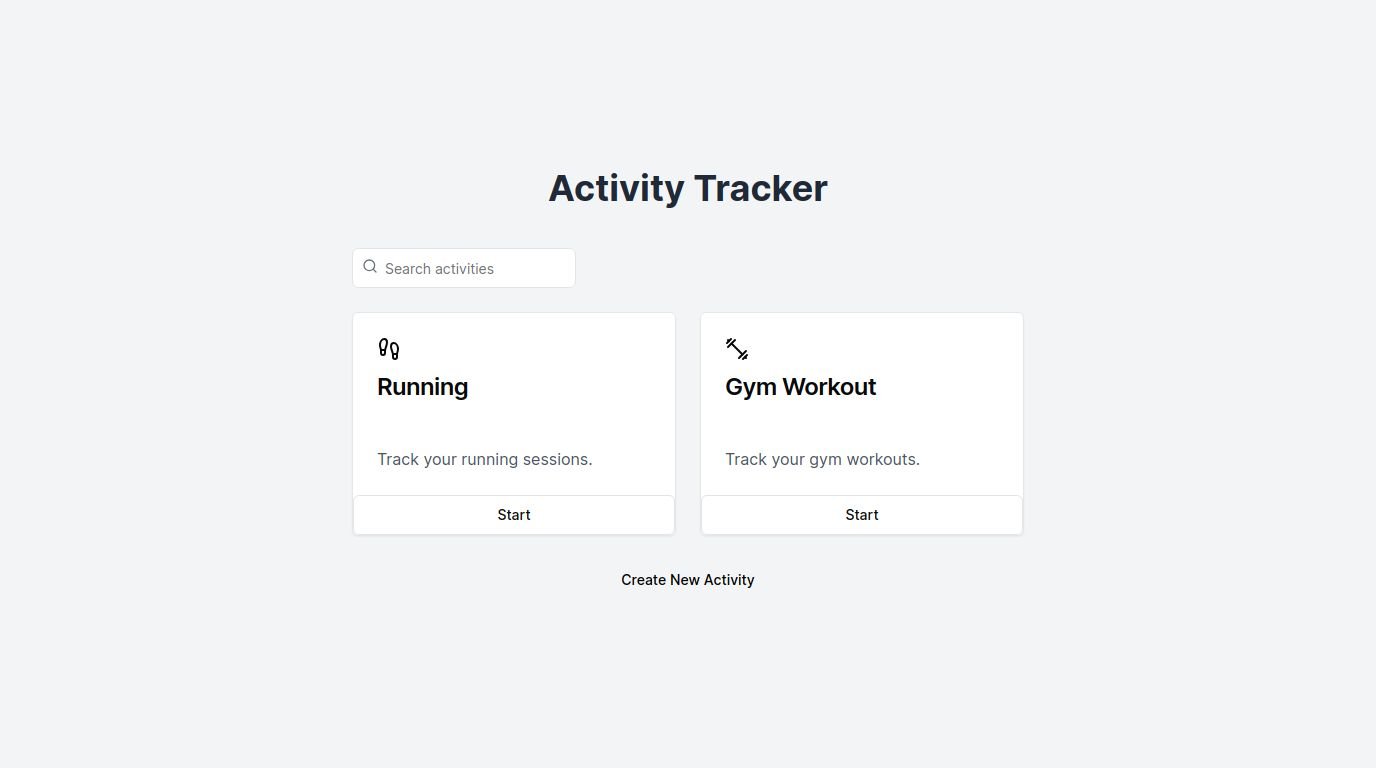 Activity Tracker
Search activities
Running
Track your running sessions.
Start
Gym Workout
Track your gym workouts.
Start
Create New Activity